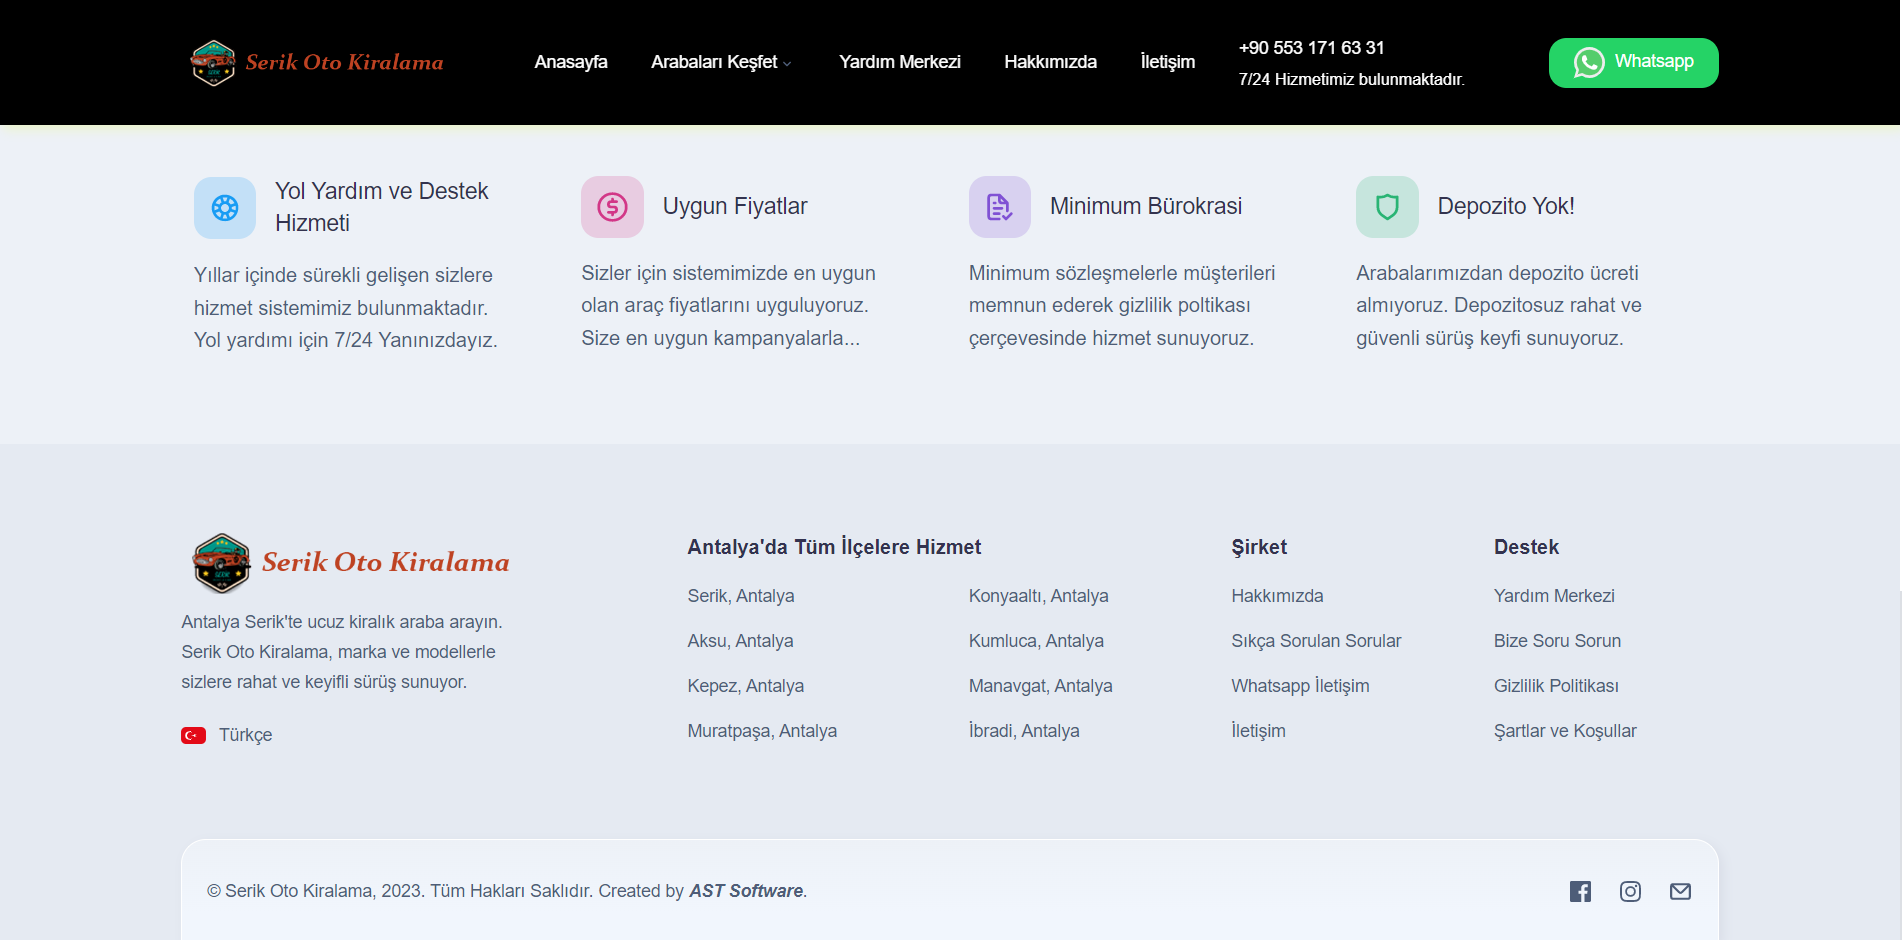 Serik Oto Kiralama
Anasayfa
Arabaları Keşfet
Yardım Merkezi
Hakkımızda
İletişim
+90 553 171 63 31
7/24 Hizmetimiz bulunmaktadır.
Whatsapp
Yol Yardım ve Destek
Hizmeti
Yıllar içinde sürekli gelişen sizlere
hizmet sistemimiz bulunmaktadır.
Yol yardımı için 7/24 Yanınızdayız.
Uygun Fiyatlar
Sizler için sistemimizde en uygun
olan araç fiyatlarını uyguluyoruz.
Size en uygun kampanyalarla...
Minimum Bürokrasi
Minimum sözleşmelerle müşterileri
memnun ederek gizlilik poltikası
çerçevesinde hizmet sunuyoruz.
Depozito Yok!
Arabalarımızdan depozito ücreti
almıyoruz. Depozitosuz rahat ve
güvenli sürüş keyfi sunuyoruz.
Serik Oto Kiralama
Antalya Serik'te ucuz kiralık araba arayın.
Serik Oto Kiralama, marka ve modellerle
sizlere rahat ve keyifli sürüş sunuyor.
Türkçe
Antalya'da Tüm İlçelere Hizmet
Serik, Antalya
Aksu, Antalya
Kepez, Antalya
Muratpaşa, Antalya
Konyaaltı, Antalya
Kumluca, Antalya
Manavgat, Antalya
İbradi, Antalya
Şirket
Hakkımızda
Sıkça Sorulan Sorular
Whatsapp İletişim
İletişim
Destek
Yardım Merkezi
Bize Soru Sorun
Gizlilik Politikası
Şartlar ve Koşullar
© Serik Oto Kiralama, 2023. Tüm Hakları Saklıdır. Created by AST Software.